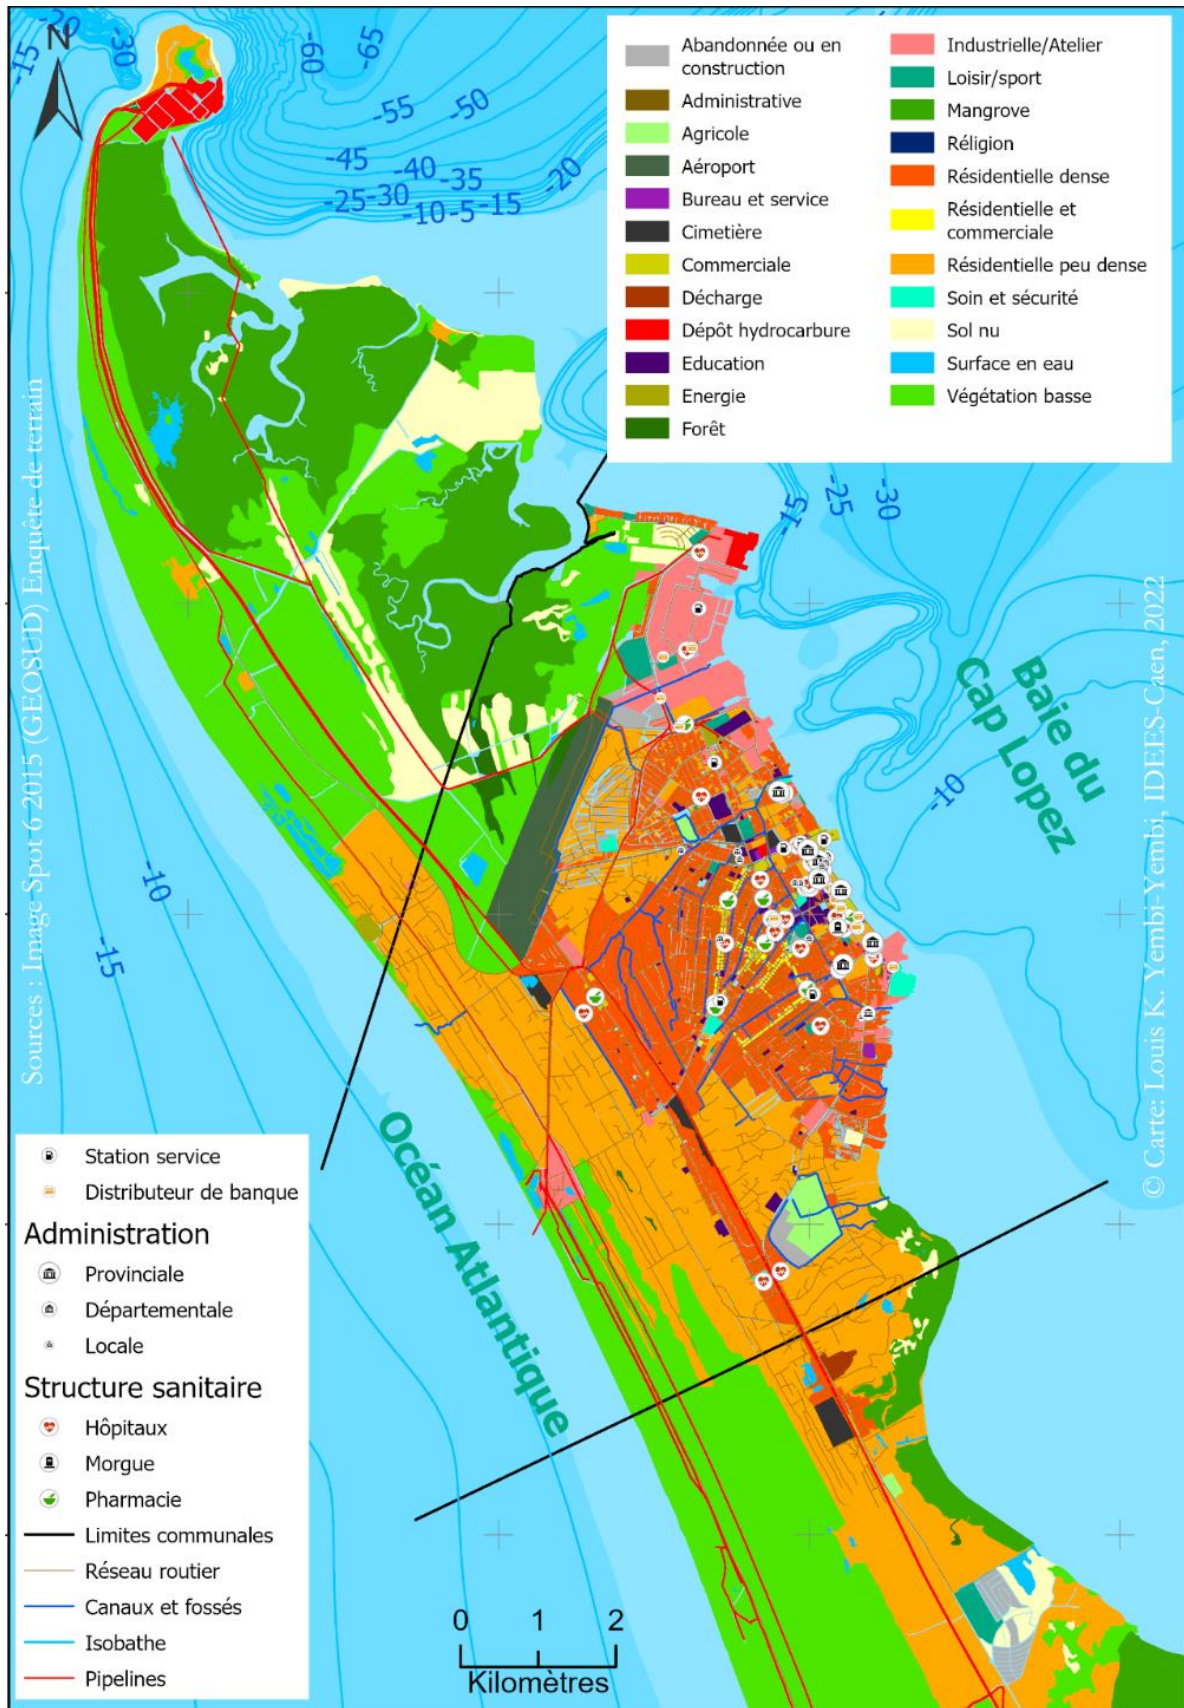 N
-15
-20
-30
-60
-65
-55
-50
-45
-40
-35
-20
-25
-30
-10
-5
-15
Abandonnée ou en
construction
Administrative
Agricole
Aéroport
Bureau et service
Cimetière
Commerciale
Décharge
Dépôt hydrocarbure
Education
Energie
Forêt
Industrielle/Atelier
Loisir/sport
Mangrove
Réligion
Résidentielle dense
Résidentielle et
commerciale
Résidentielle peu dense
Soin et sécurité
Sol nu
Surface en eau
Végétation basse
-15
-25
-30
Baie du
Cap Lopez
-10
-10
-15
Océan Atlantique
Sources : Image Spot 6 2015 (GEOSUD) Enquête de terrain
© Carte: Louis K. Yembi-Yembi, IDEES-Caen, 2022
Station service
Distributeur de banque
Administration
Provinciale
Départementale
Locale
Structure sanitaire
Hôpitaux
Morgue
Pharmacie
Limites communales
Réseau routier
Canaux et fossés
Isobathe
Pipelines
0 1 2
Kilomètres